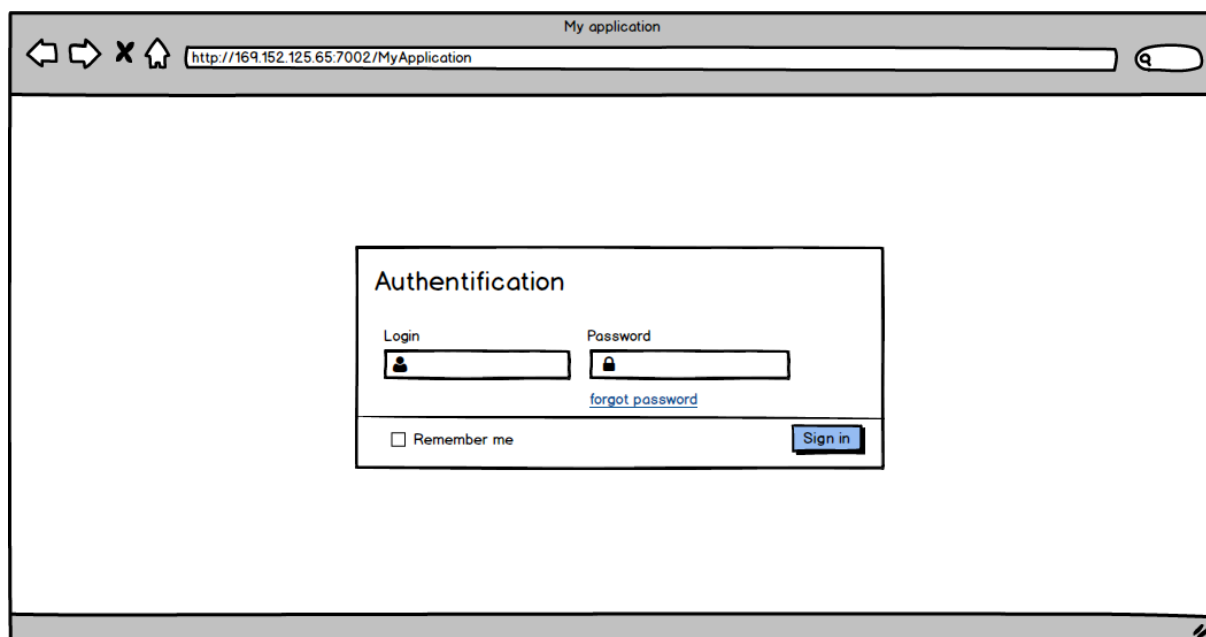 My application
http://169.152.125.65:7002/MyApplication
Authentification
Login Password
forgot password
Remember me Sign in